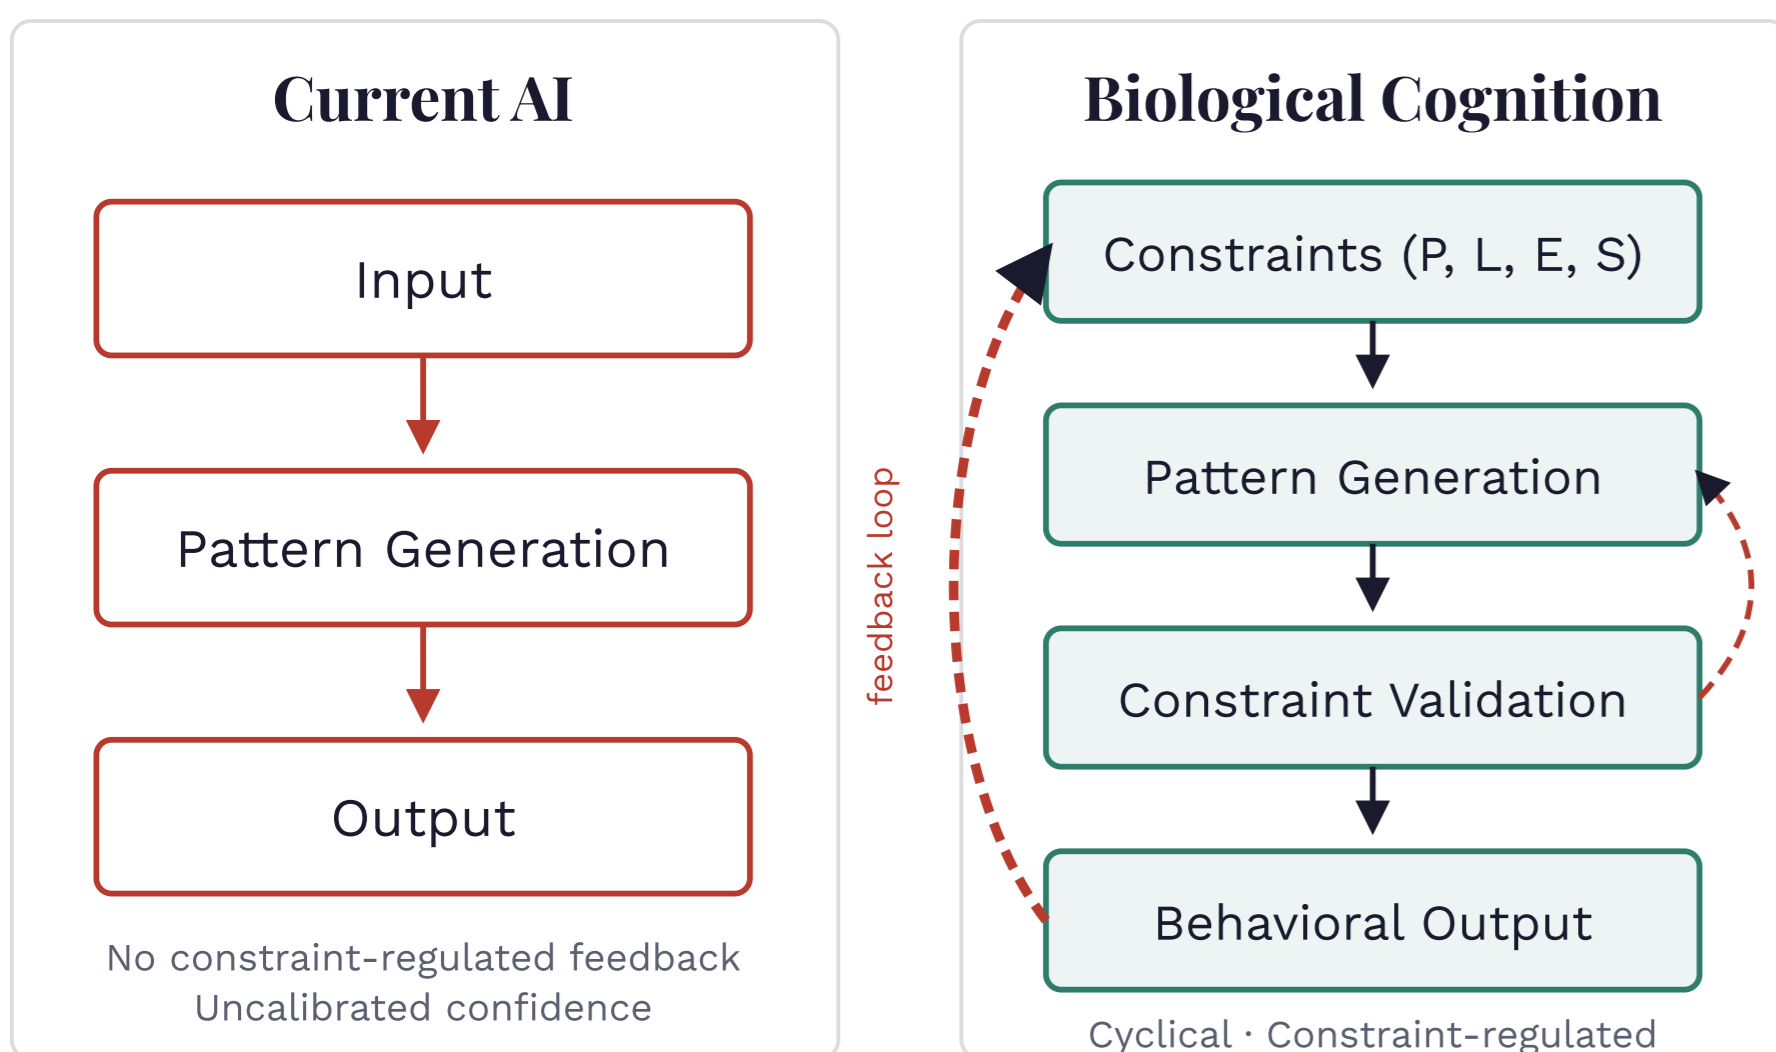 Current AI
Input
Pattern Generation
Output
No constraint-regulated feedback
Uncalibrated confidence
feedback loop
Biological Cognition
Constraints (P, L, E, S)
Pattern Generation
Constraint Validation
Behavioral Output
Cyclical · Constraint-regulated